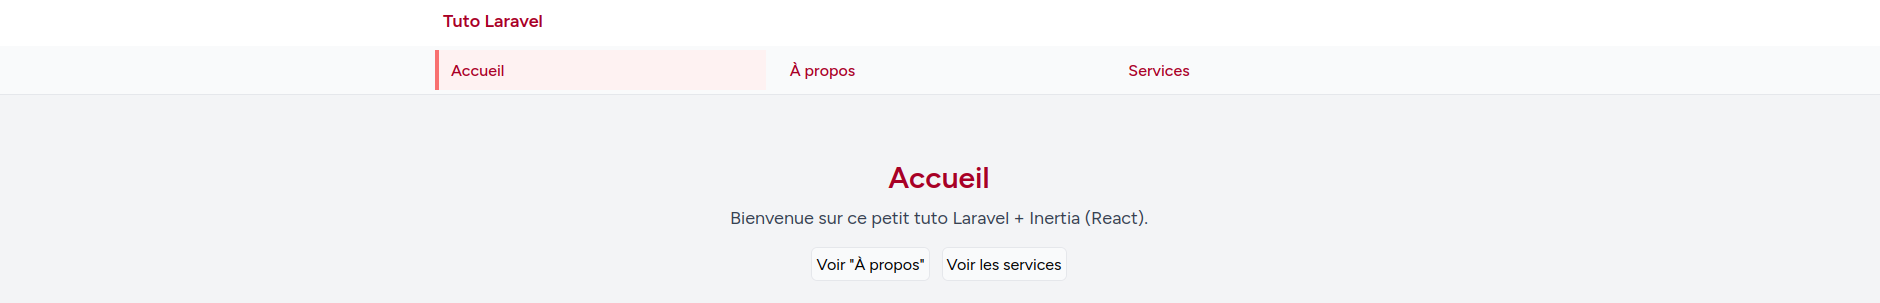 Tuto Laravel
Accueil À propos Services
Accueil
Bienvenue sur ce petit tuto Laravel + Inertia (React).
Voir "À propos" Voir les services